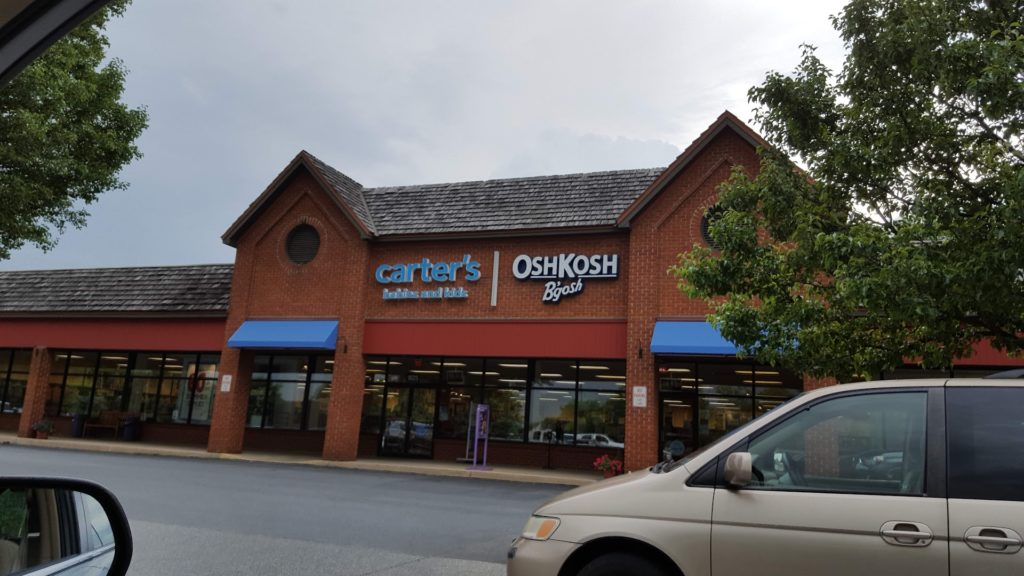 carter's
babies and kids
OSHKOSH
B'gosh